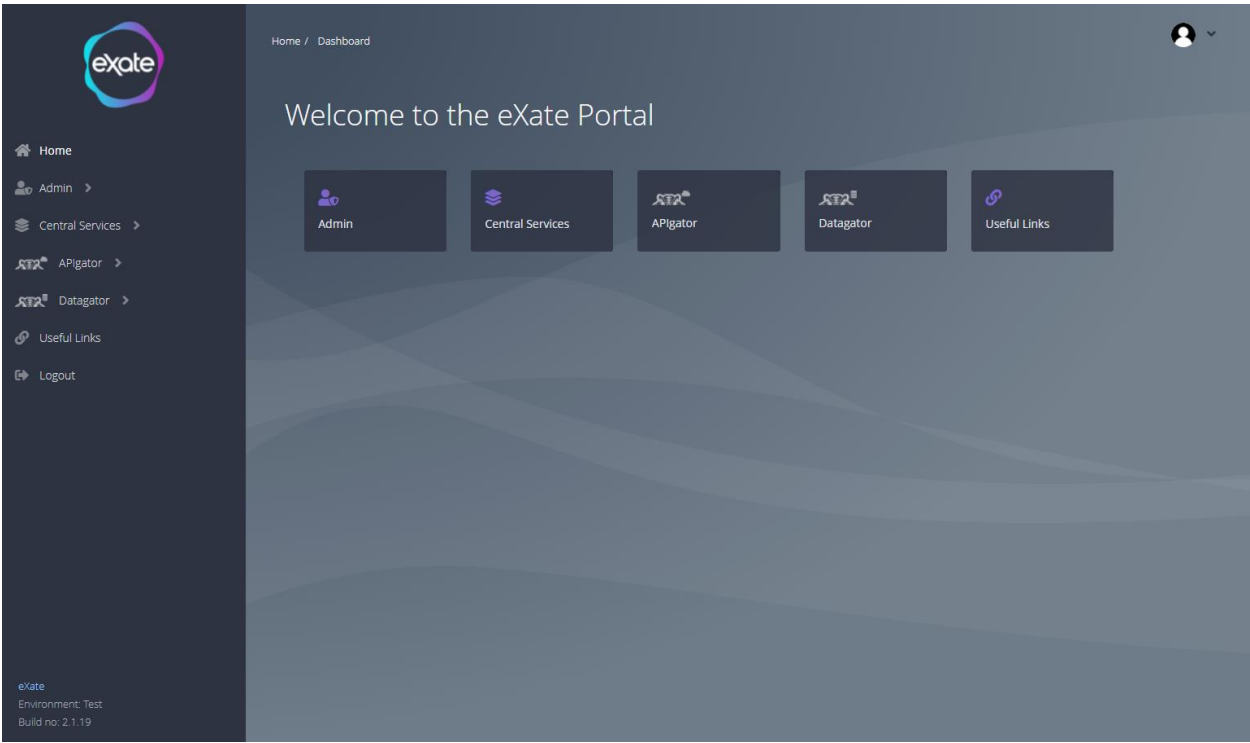 eXate
Home
Admin
Central Services
APIgator
Datagator
Useful Links
Logout
eXate
Environment: Test
Build no: 2.1.19
Home / Dashboard
Welcome to the eXate Portal
Admin
Central Services
APIgator
Datagator
Useful Links